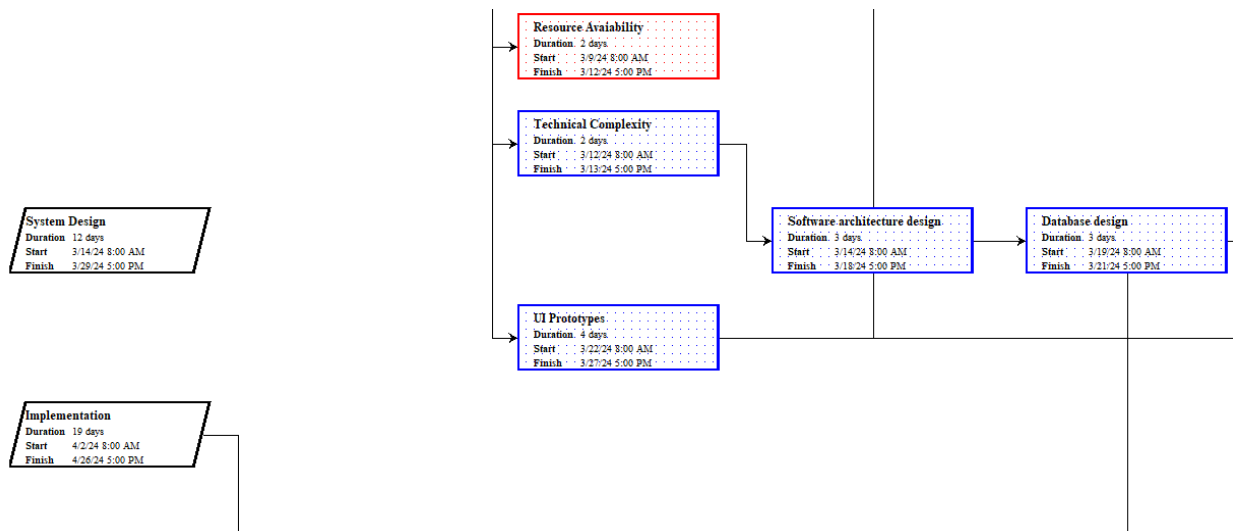 Resource Avaiability
Duration 2 days
Start 3/9/24 8:00 AM
Finish 3/12/24 5:00 PM
Technical Complexity
Duration 2 days
Start 3/12/24 8:00 AM
Finish 3/13/24 5:00 PM
System Design
Duration 12 days
Start 3/14/24 8:00 AM
Finish 3/29/24 5:00 PM
Software architecture design
Duration 3 days
Start 3/14/24 8:00 AM
Finish 3/18/24 5:00 PM
Database design
Duration 3 days
Start 3/19/24 8:00 AM
Finish 3/21/24 5:00 PM
UI Prototypes
Duration 4 days
Start 3/22/24 8:00 AM
Finish 3/27/24 5:00 PM
Implementation
Duration 19 days
Start 4/2/24 8:00 AM
Finish 4/26/24 5:00 PM